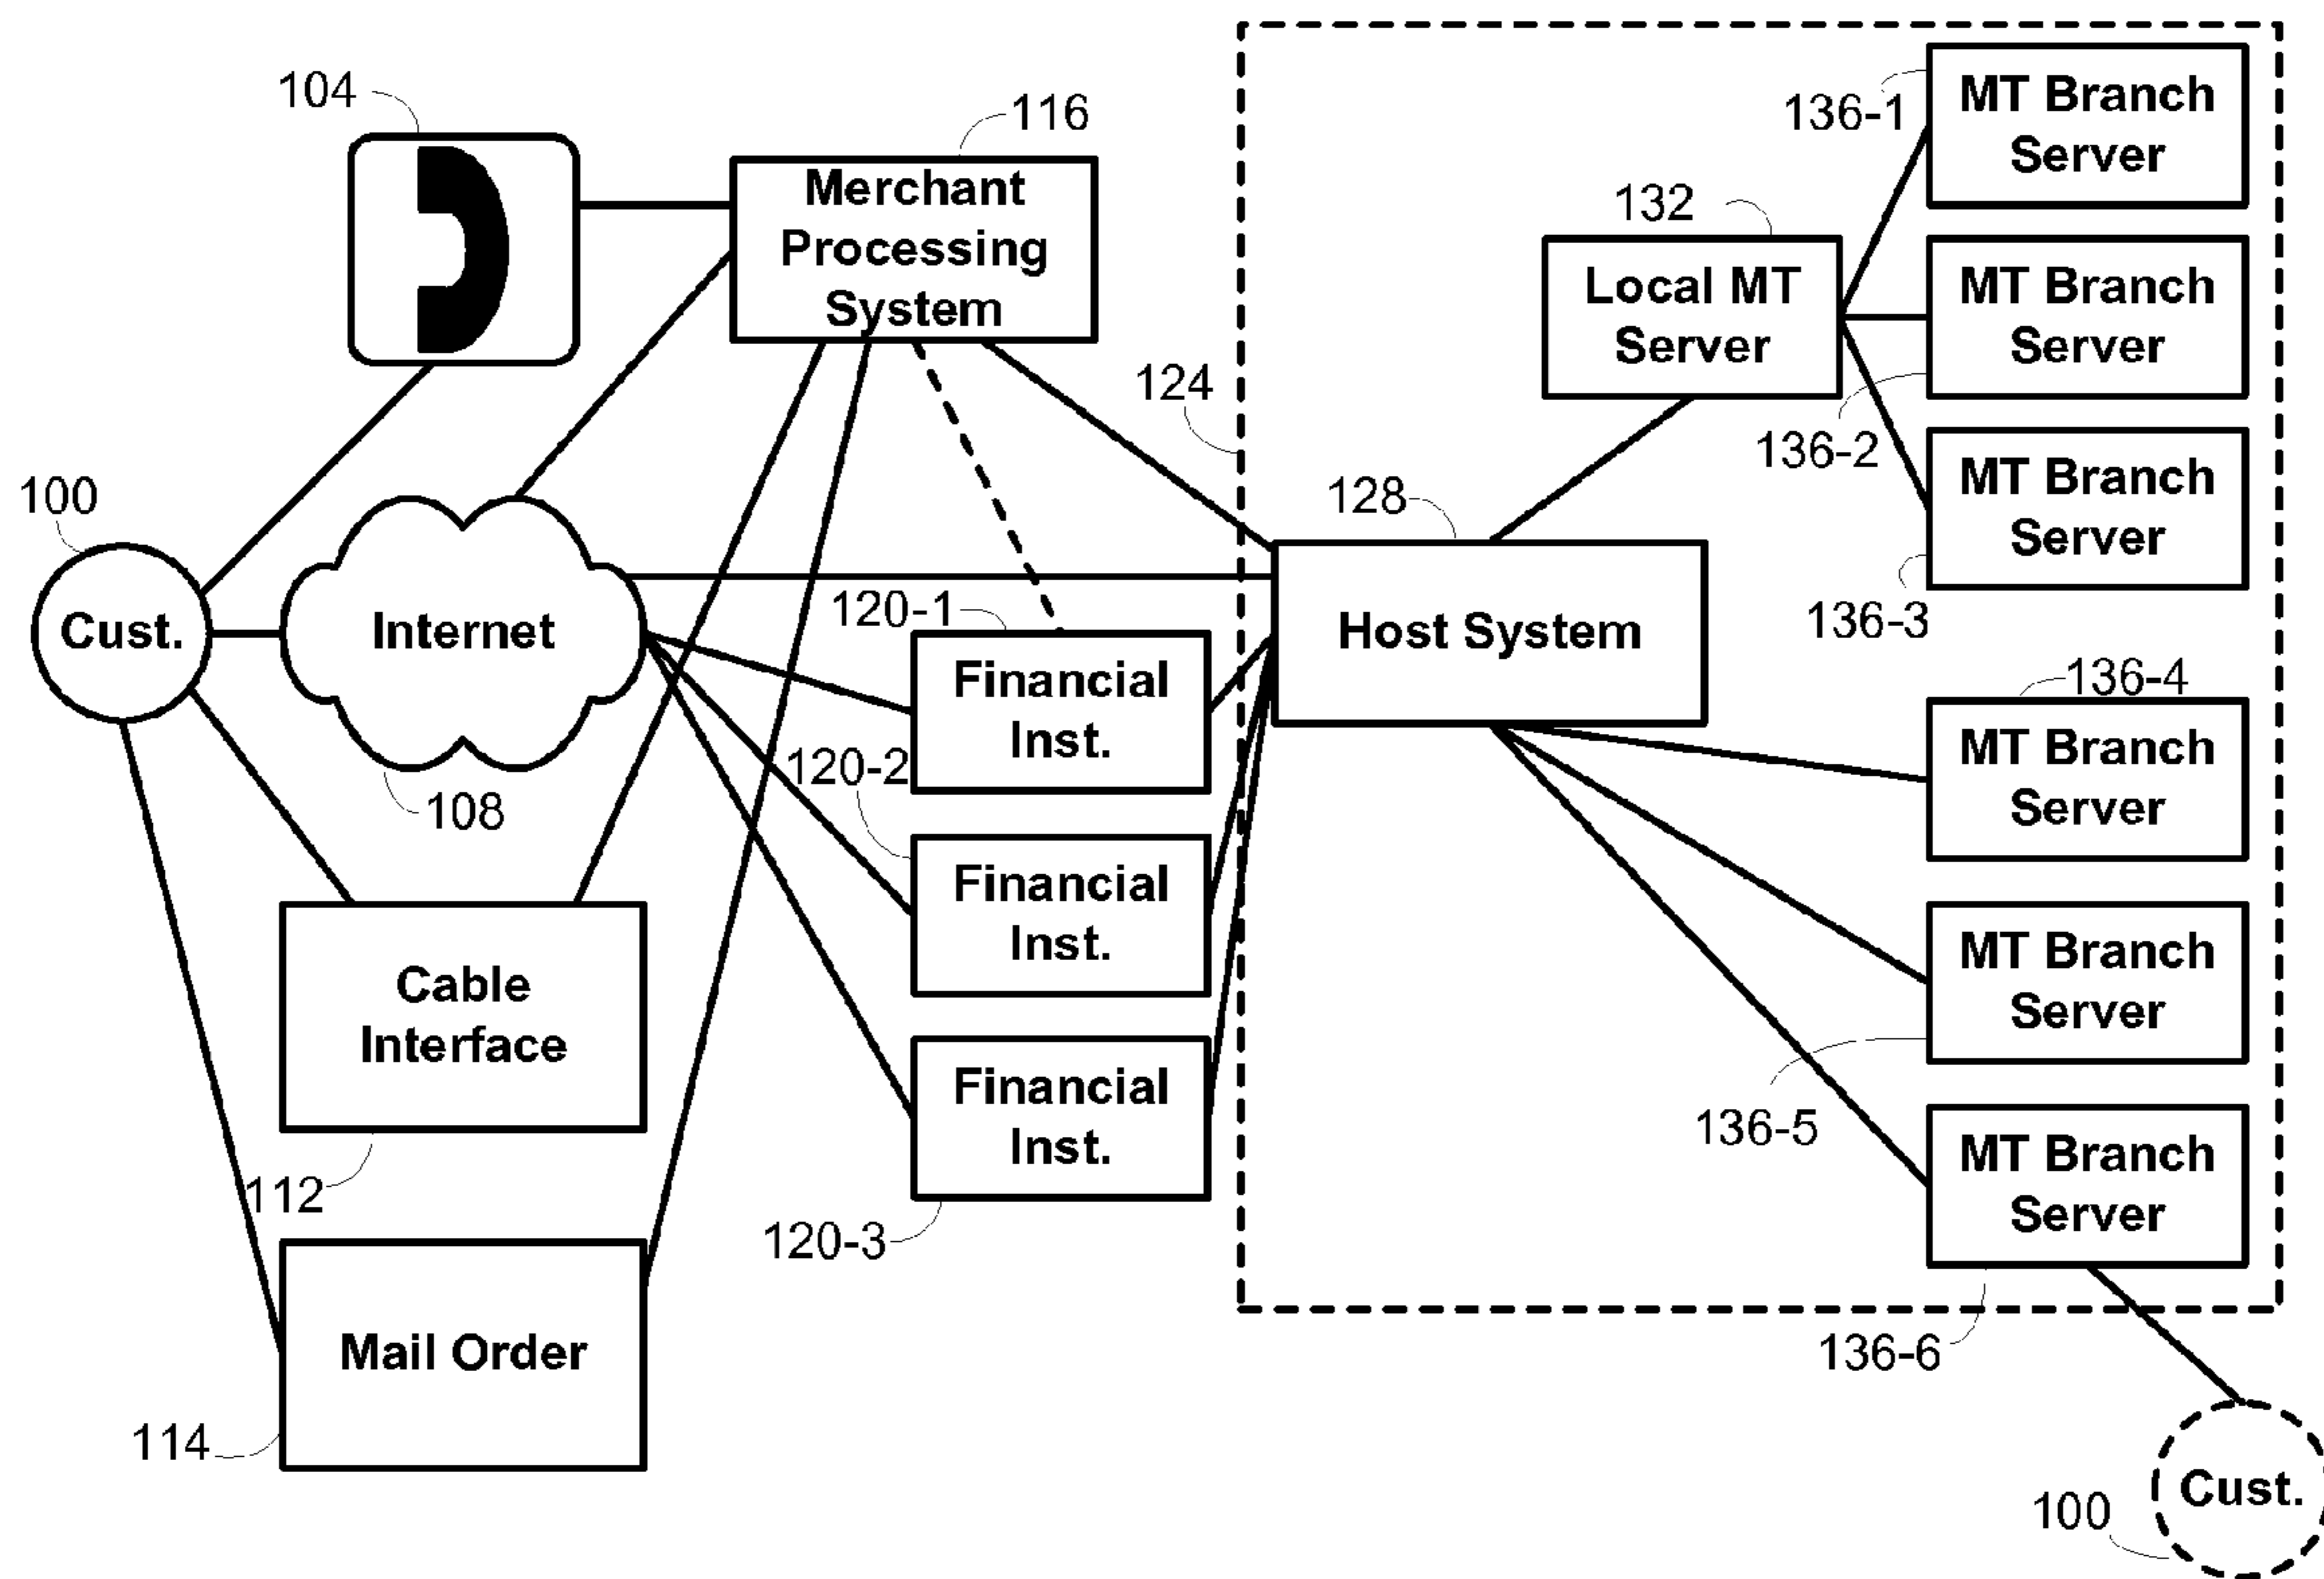 104
116
Merchant
Processing
System
136-1
MT Branch
Server
132
Local MT
Server
MT Branch
Server
124
136-2
MT Branch
Server
100
128
136-3
Cust.
Internet
120-1
Host System
Financial
Inst.
136-4
MT Branch
Server
108
120-2
Financial
Inst.
MT Branch
Server
Cable
Interface
Financial
Inst.
136-5
MT Branch
Server
112
120-3
Mail Order
136-6
114
Cust.
100